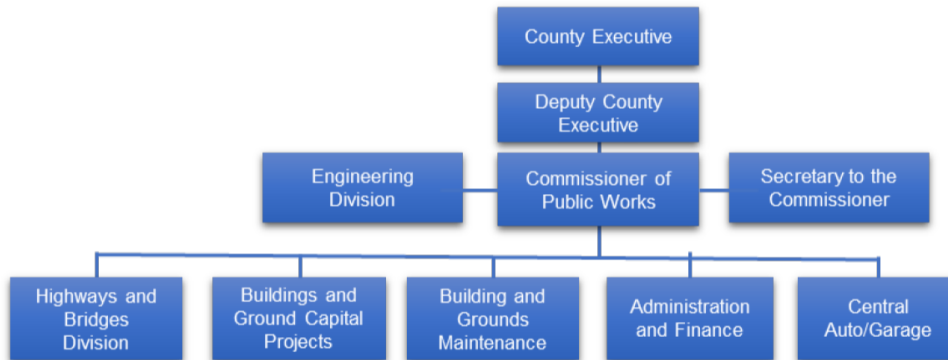 County Executive
Deputy County
Executive
Engineering
Division
Commissioner of
Public Works
Secretary to the
Commissioner
Highways and
Bridges
Division
Buildings and
Ground Capital
Projects
Building and
Grounds
Maintenance
Administration
and Finance
Central
Auto/Garage